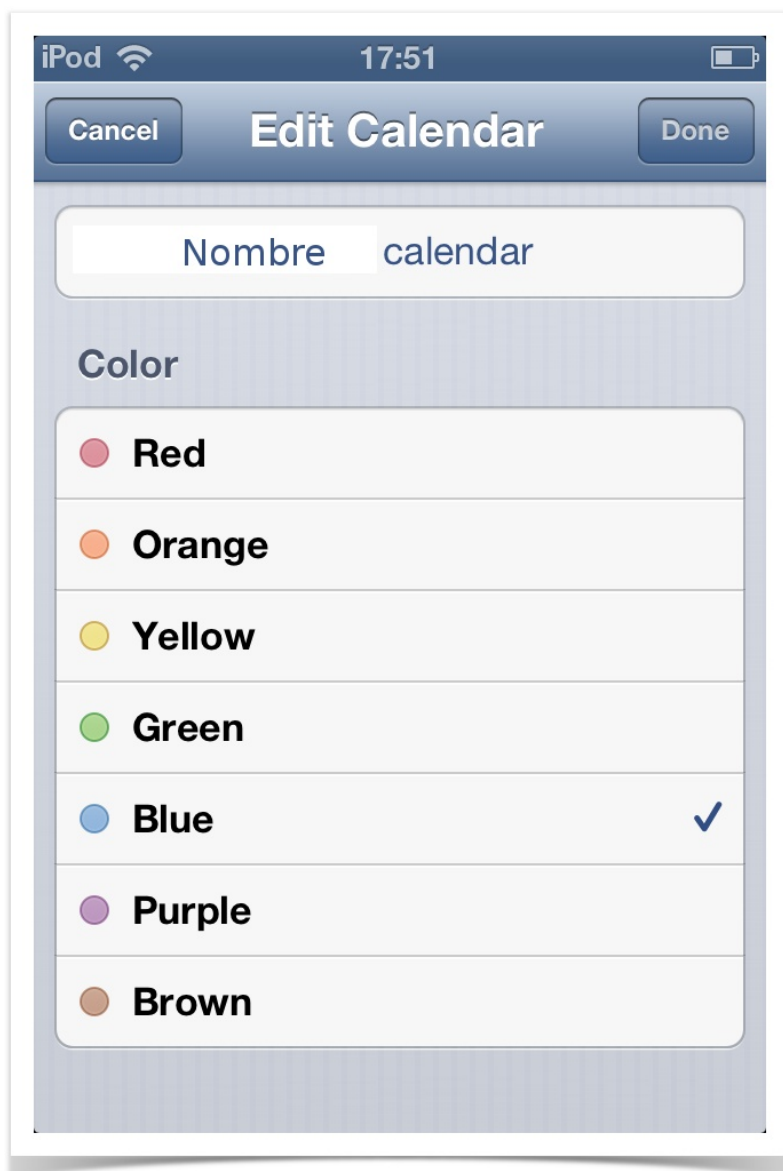 iPod 17:51
Cancel Edit Calendar Done
Nombre calendar
Color
Red
Orange
Yellow
Green
Blue
Purple
Brown